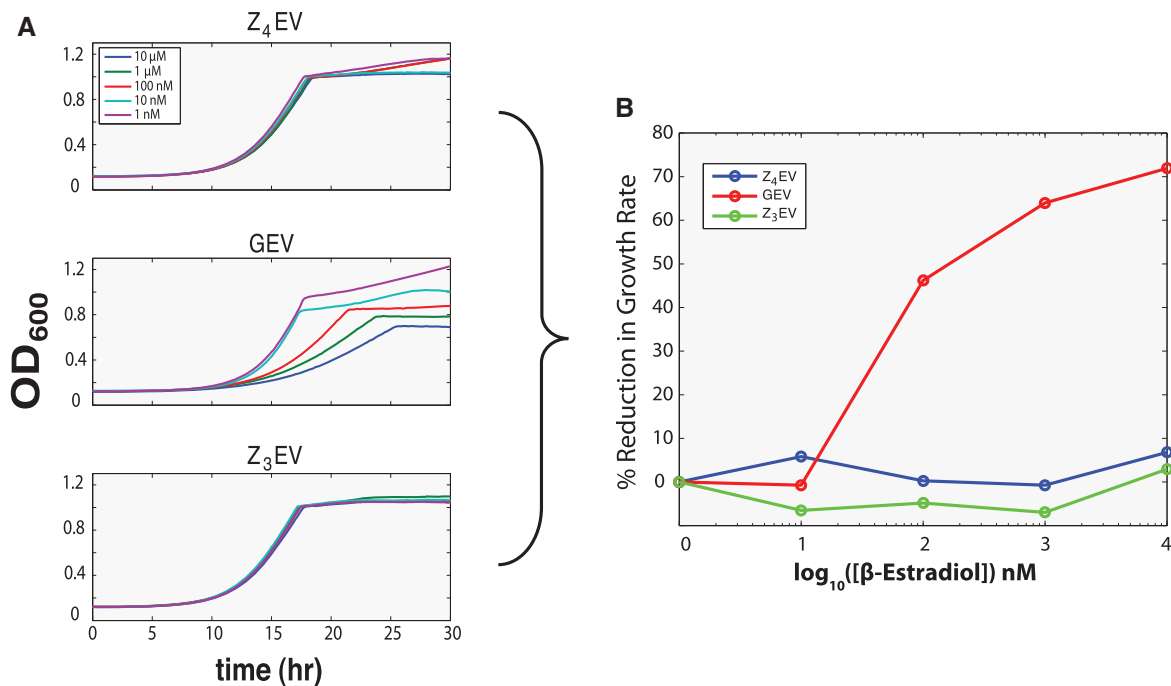 A
Z₄EV
1.2
0.8
0.4
0
10 µM
1 µM
100 nM
10 nM
1 nM
GEV
1.2
0.8
0.4
0
OD₆₀₀
Z₃EV
1.2
0.8
0.4
0
0 5 10 15 20 25 30
time (hr)
B
80
70
60
50
40
30
20
10
0
% Reduction in Growth Rate
Z₄EV
GEV
Z₃EV
0 1 2 3 4
log₁₀([β-Estradiol]) nM